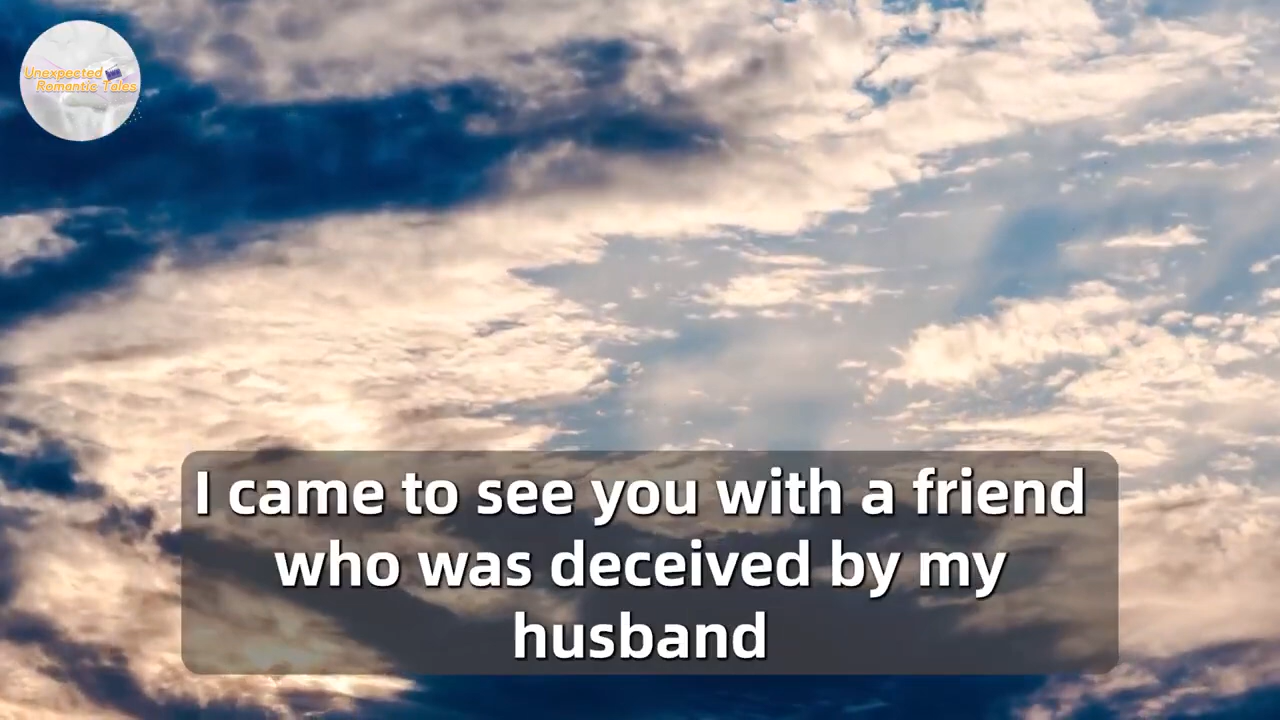 Unexpected
Romantic Tales
I came to see you with a friend
who was deceived by my
husband